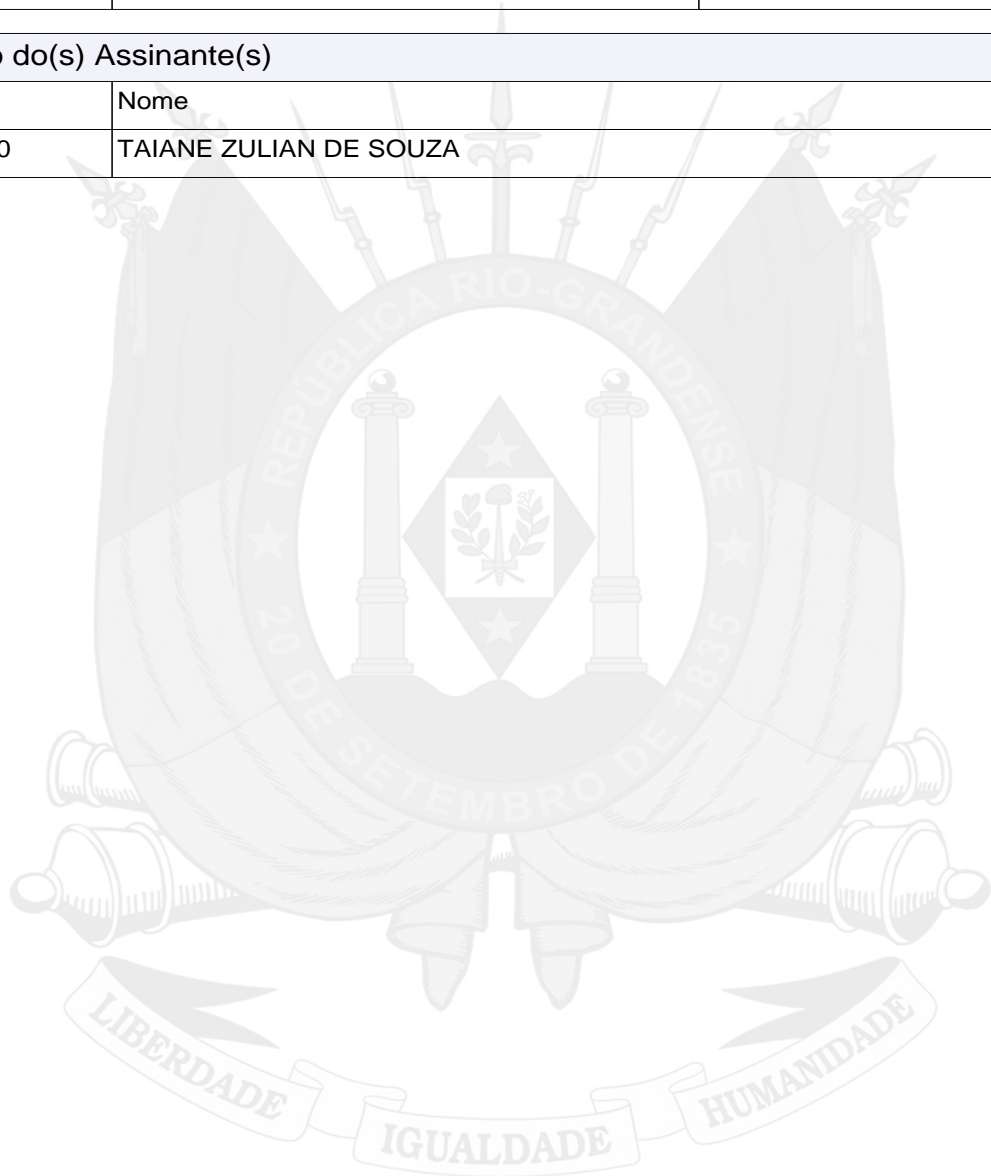 o do(s) Assinante(s)
Nome
0 TAIANE ZULIAN DE SOUZA
REPÚBLICA RIO-GRANDENSE
20 DE SETEMBRO DE 1835
LIBERDADE IGUALDADE HUMANIDADE